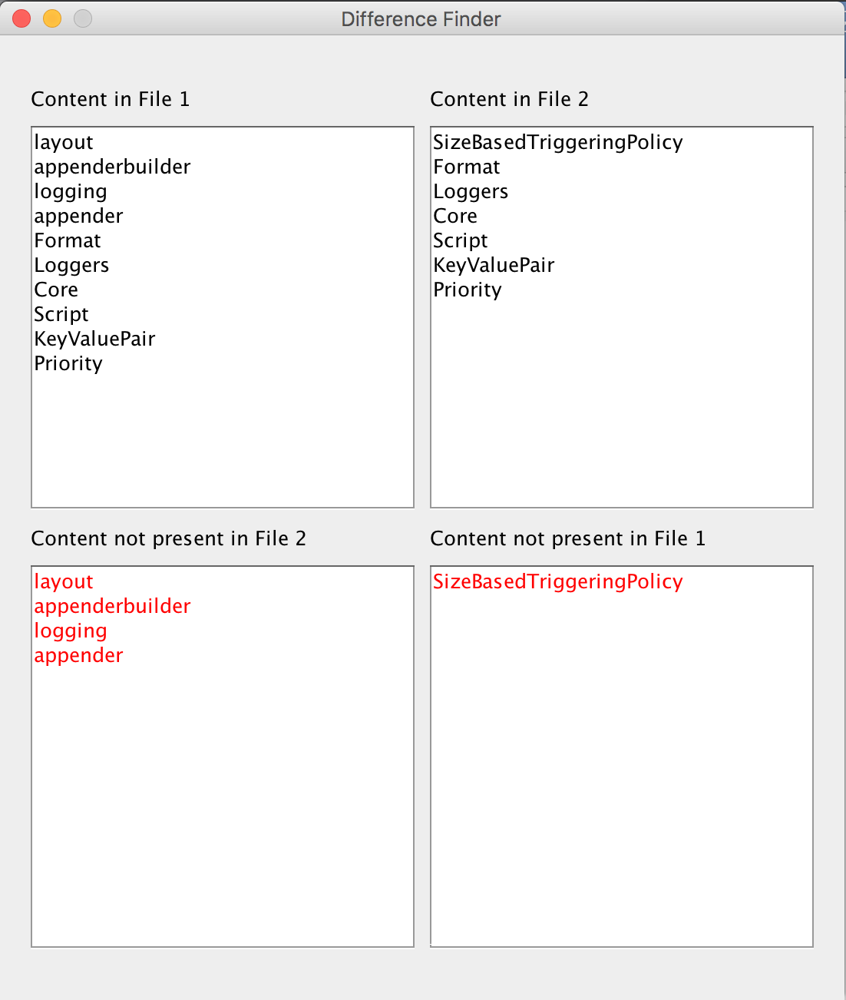 Difference Finder
Content in File 1
layout
appenderbuilder
logging
appender
Format
Loggers
Core
Script
KeyValuePair
Priority
Content in File 2
SizeBasedTriggeringPolicy
Format
Loggers
Core
Script
KeyValuePair
Priority
Content not present in File 2
layout
appenderbuilder
logging
appender
Content not present in File 1
SizeBasedTriggeringPolicy